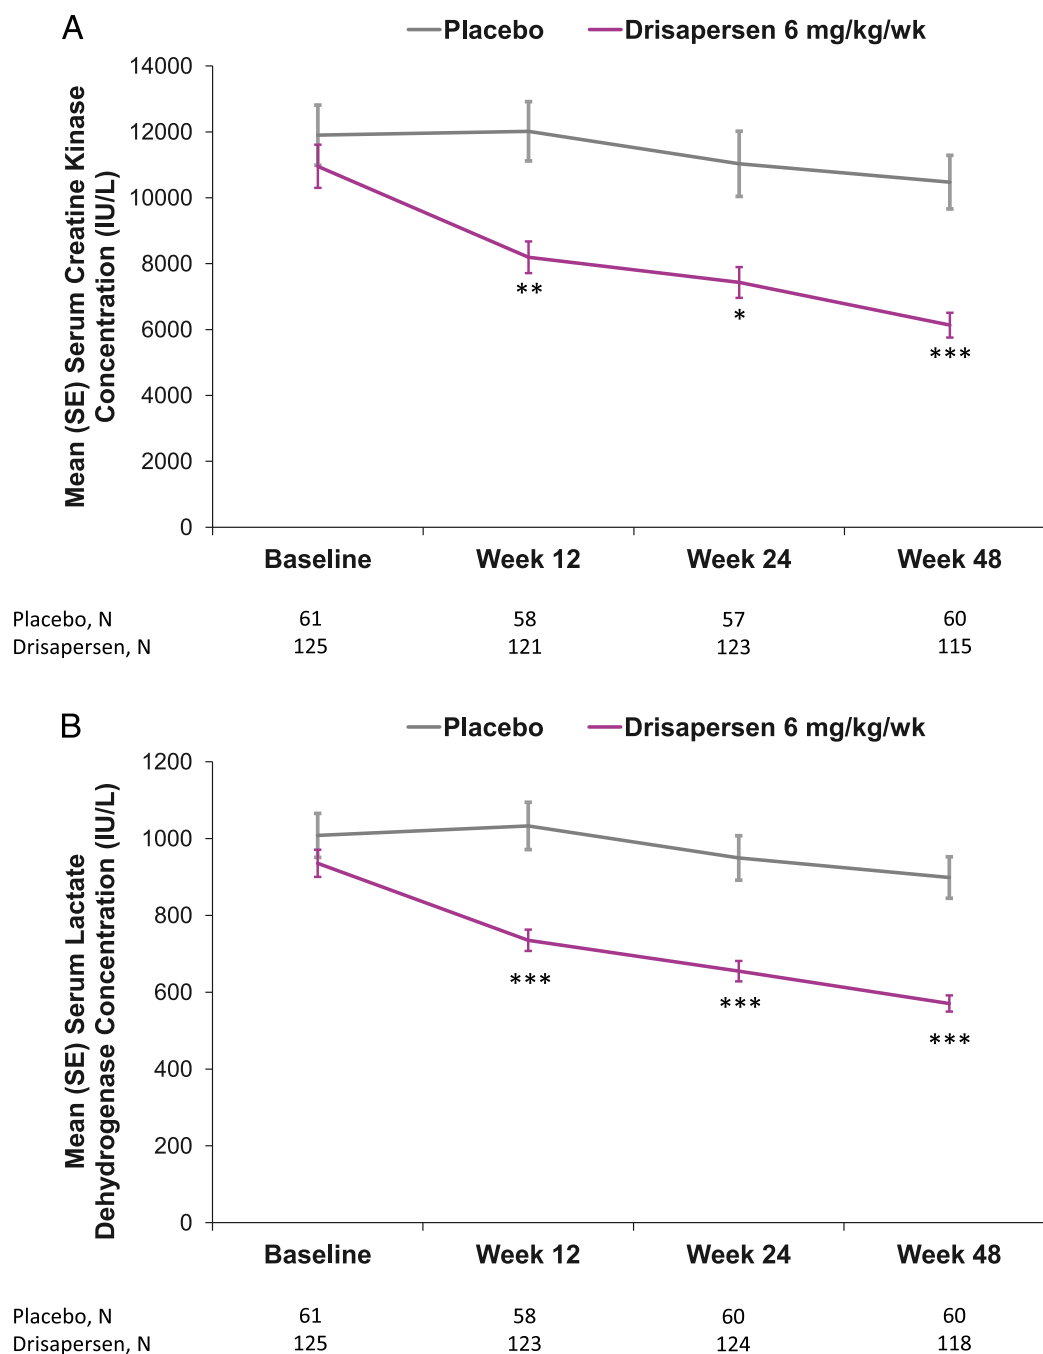 A
Placebo
Drisapersen 6 mg/kg/wk
Mean (SE) Serum Creatine Kinase
Concentration (IU/L)
14000
12000
10000
8000
6000
4000
2000
0
**
*
***
Baseline
Week 12
Week 24
Week 48
Placebo, N 61 58 57 60
Drisapersen, N 125 121 123 115
B
Placebo
Drisapersen 6 mg/kg/wk
Mean (SE) Serum Lactate
Dehydrogenase Concentration (IU/L)
1200
1000
800
600
400
200
0
***
***
***
Baseline
Week 12
Week 24
Week 48
Placebo, N 61 58 60 60
Drisapersen, N 125 123 124 118